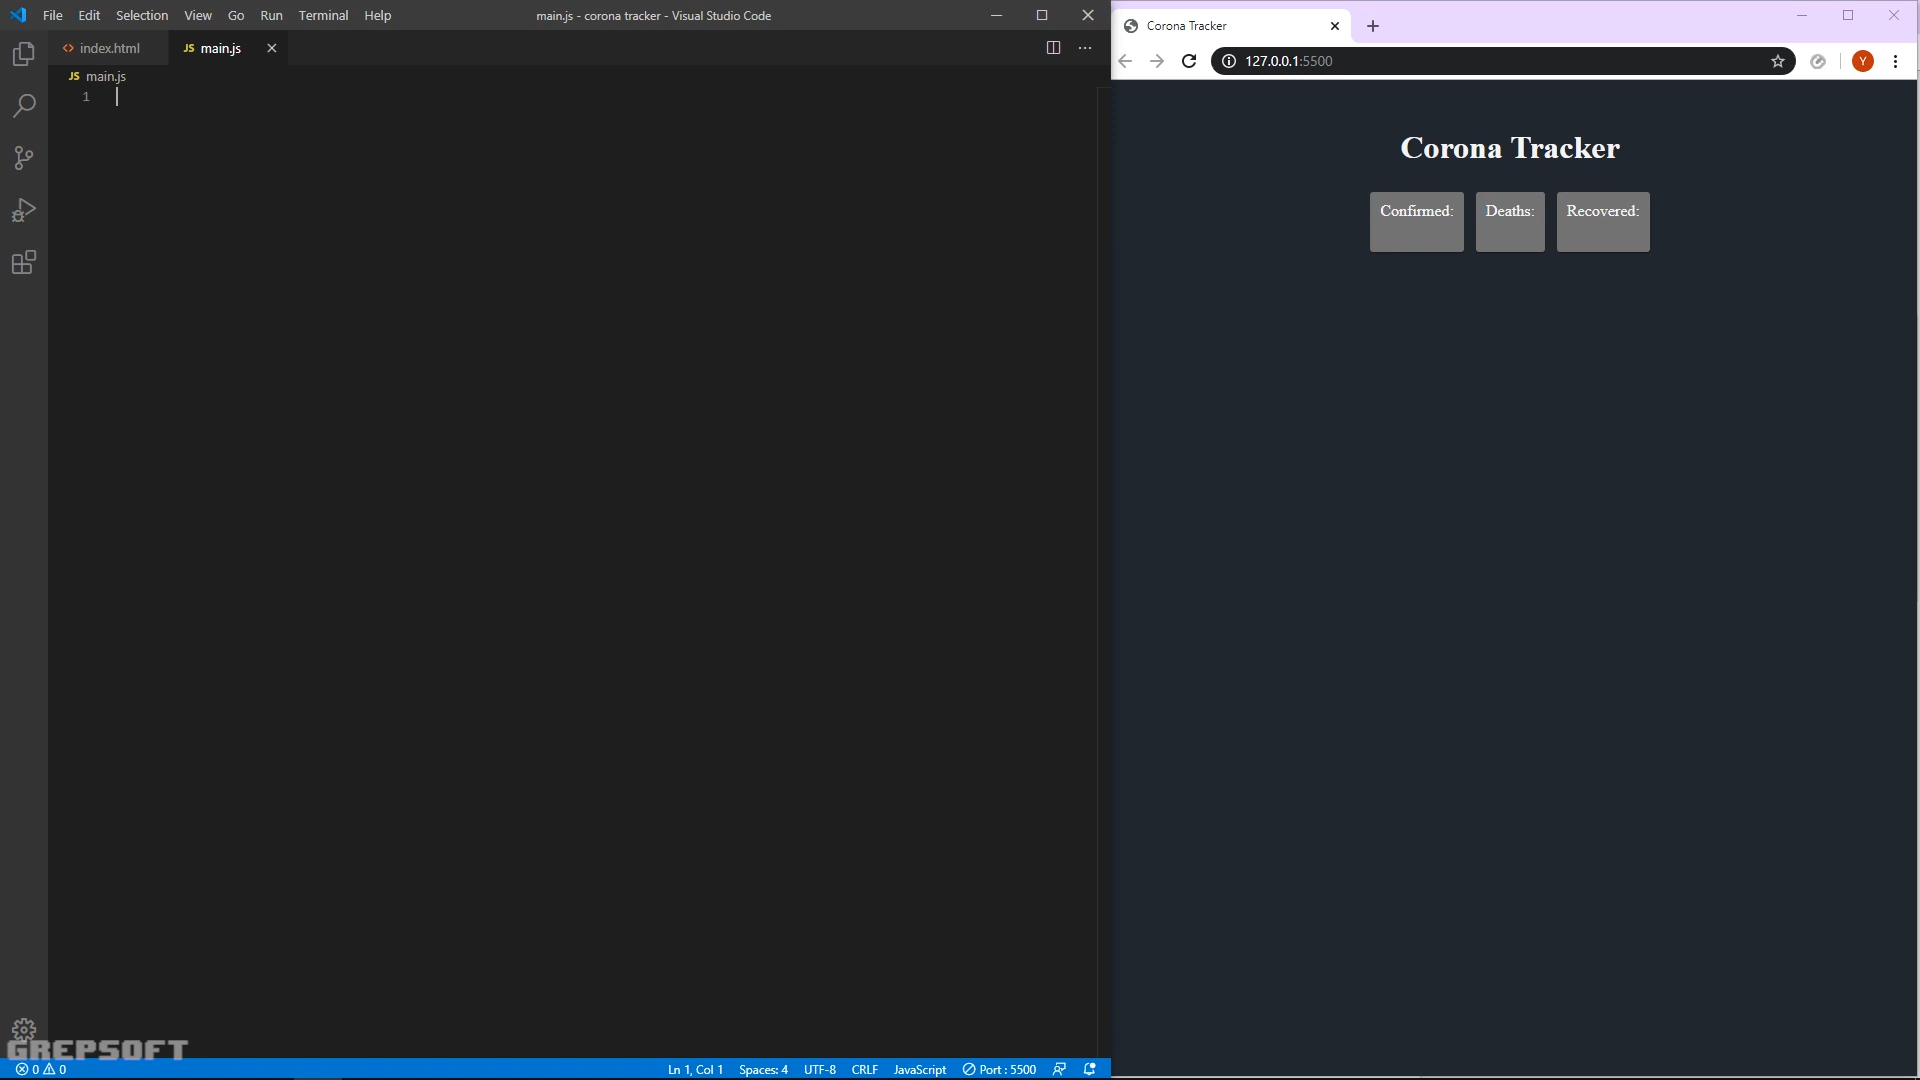 File Edit Selection View Go Run Terminal Help
main.js - corona tracker - Visual Studio Code
index.html
JS main.js
JS main.js
1
GREPSOFT
0 0
Ln 1, Col 1 Spaces: 4 UTF-8 CRLF JavaScript Port : 5500
Corona Tracker
127.0.0.1:5500
Y
Corona Tracker
Confirmed: Deaths: Recovered: